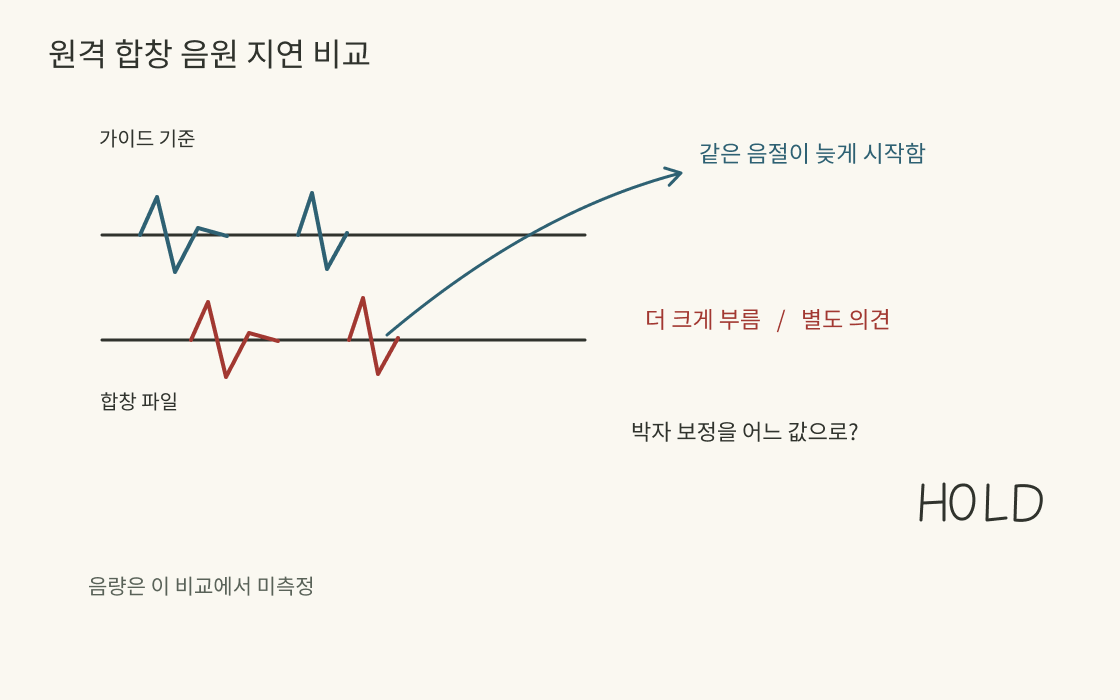 원격 합창 음원 지연 비교
가이드 기준
같은 음절이 늦게 시작함
더 크게 부름 / 별도 의견
합창 파일
박자 보정을 어느 값으로?
HOLD
음량은 이 비교에서 미측정